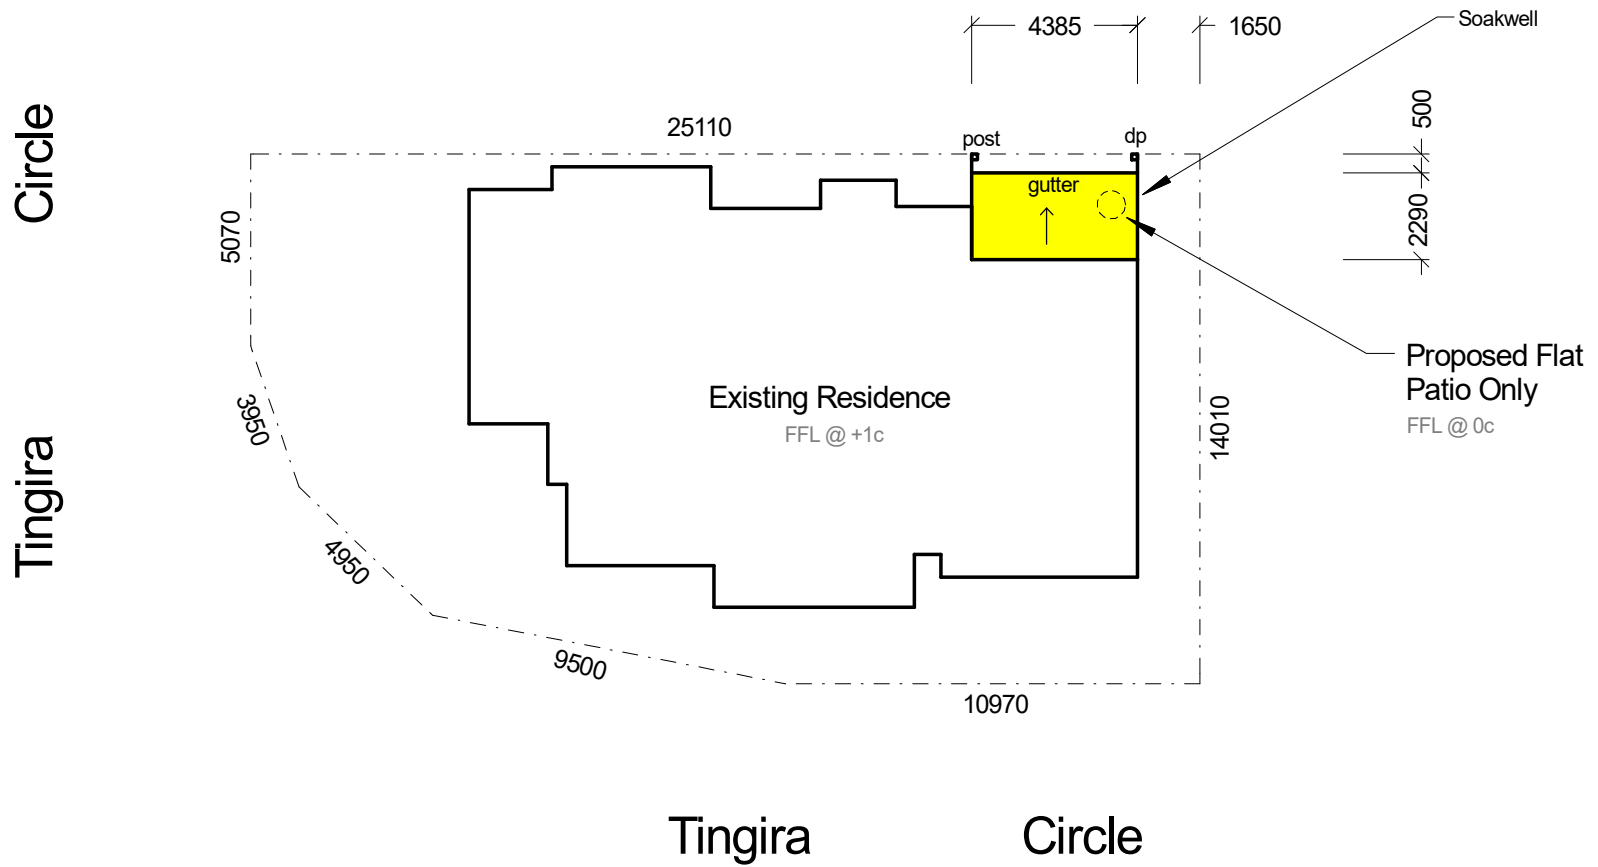 4385
1650
Soakwell
500
25110
post
dp
Circle
gutter
2290
5070
Proposed Flat
Patio Only
FFL @ 0c
Existing Residence
FFL @ +1c
3950
14010
Tingira
4950
9500
10970
Tingira Circle